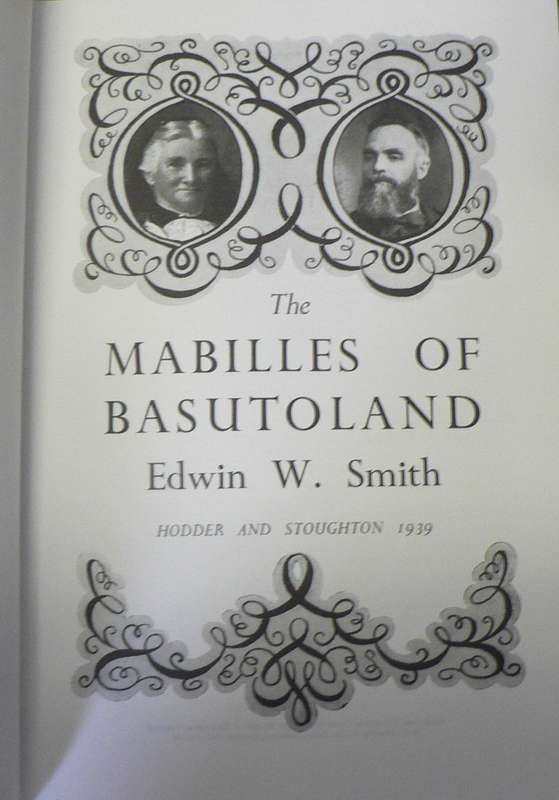 The
MABILLES OF
BASUTOLAND
Edwin W. Smith
HODDER AND STOUGHTON 1939